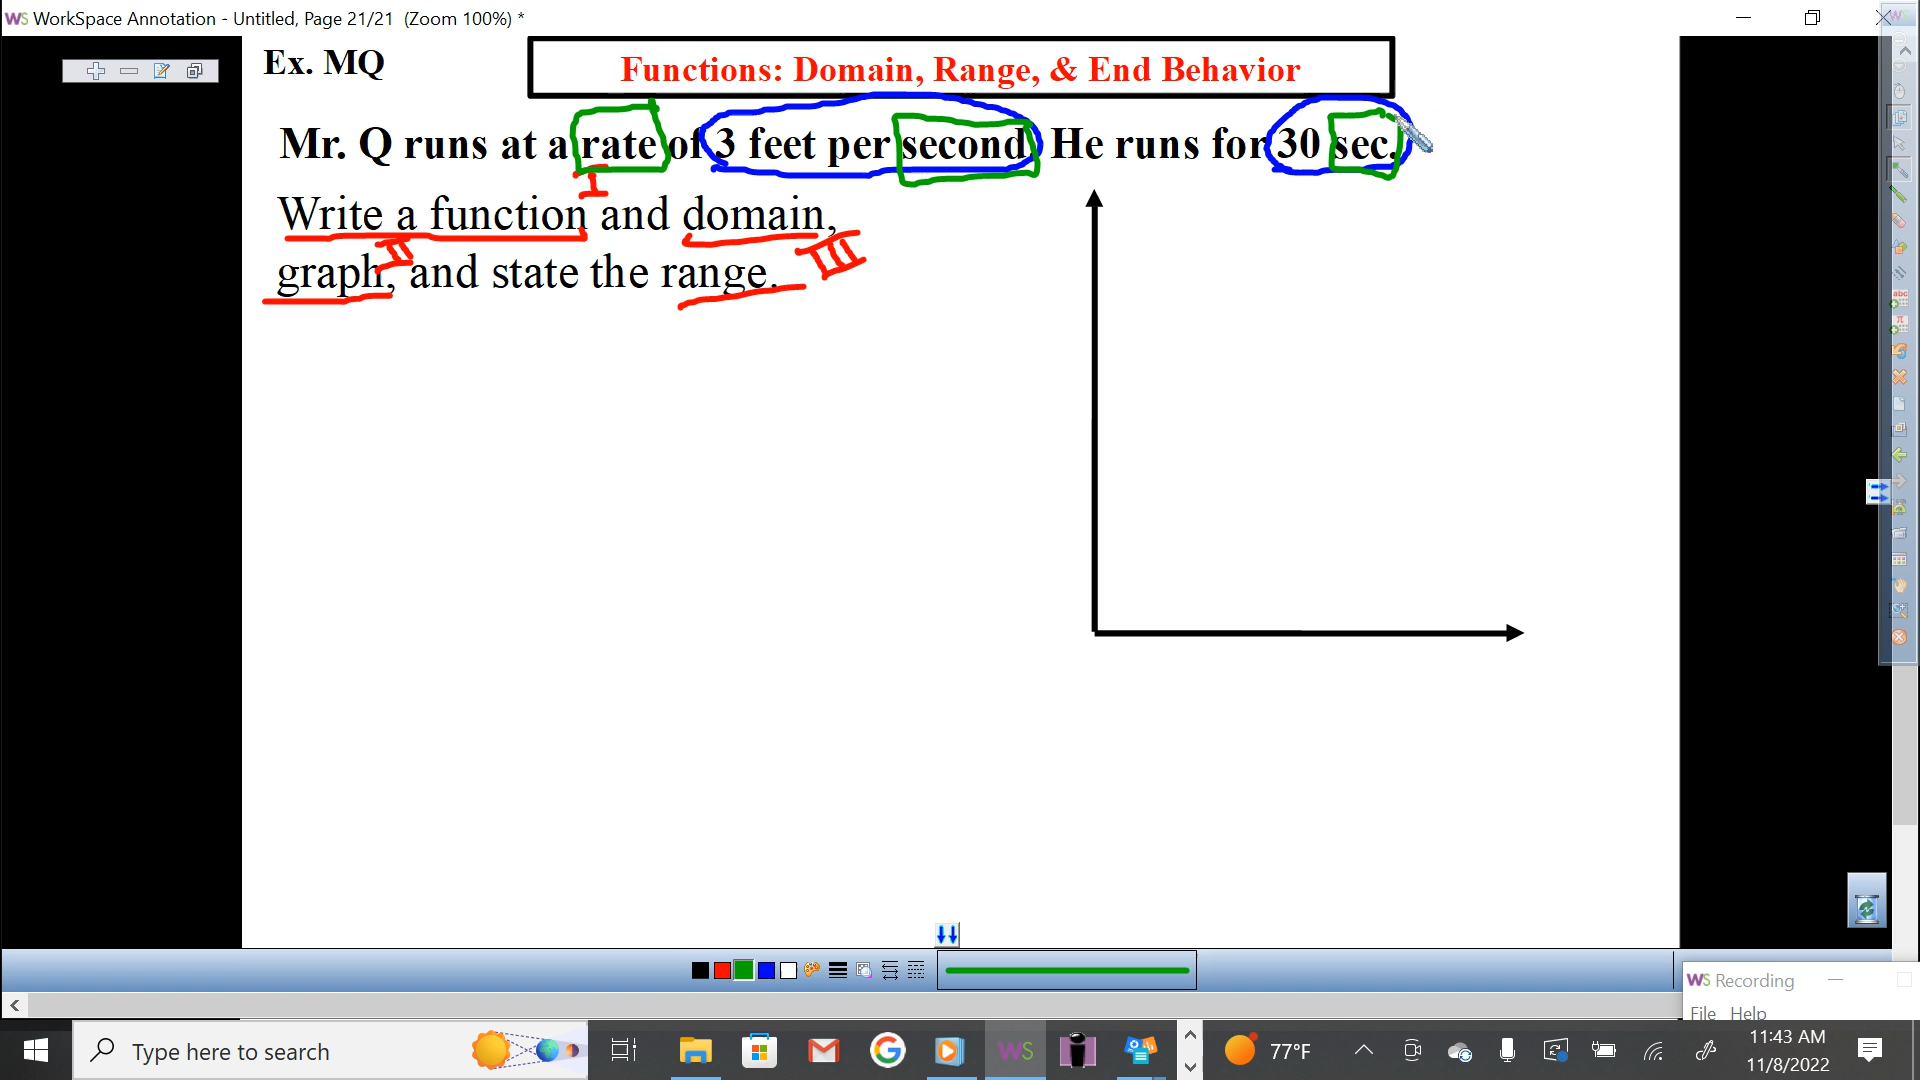 WS WorkSpace Annotation - Untitled, Page 21/21 (Zoom 100%) *
Ex. MQ
Functions: Domain, Range, & End Behavior
Mr. Q runs at a rate of 3 feet per second. He runs for 30 sec.
I
Write a function and domain,
II
graph, and state the range.
III
WS Recording
File Help
Type here to search
WS
77°F
11:43 AM
11/8/2022